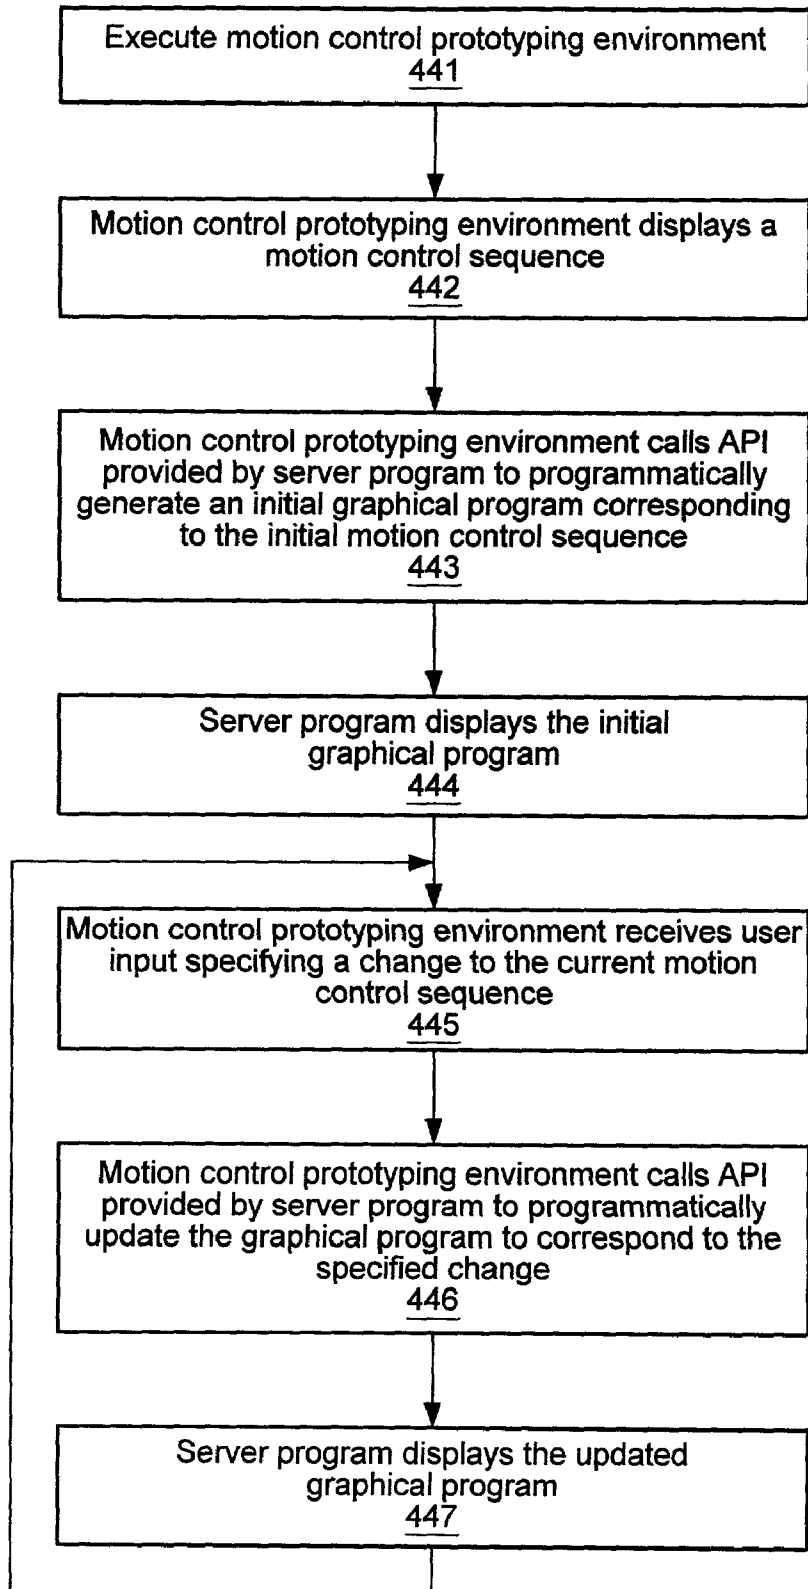 Execute motion control prototyping environment
441
Motion control prototyping environment displays a
motion control sequence
442
Motion control prototyping environment calls API
provided by server program to programmatically
generate an initial graphical program corresponding
to the initial motion control sequence
443
Server program displays the initial
graphical program
444
Motion control prototyping environment receives user
input specifying a change to the current motion
control sequence
445
Motion control prototyping environment calls API
provided by server program to programmatically
update the graphical program to correspond to the
specified change
446
Server program displays the updated
graphical program
447